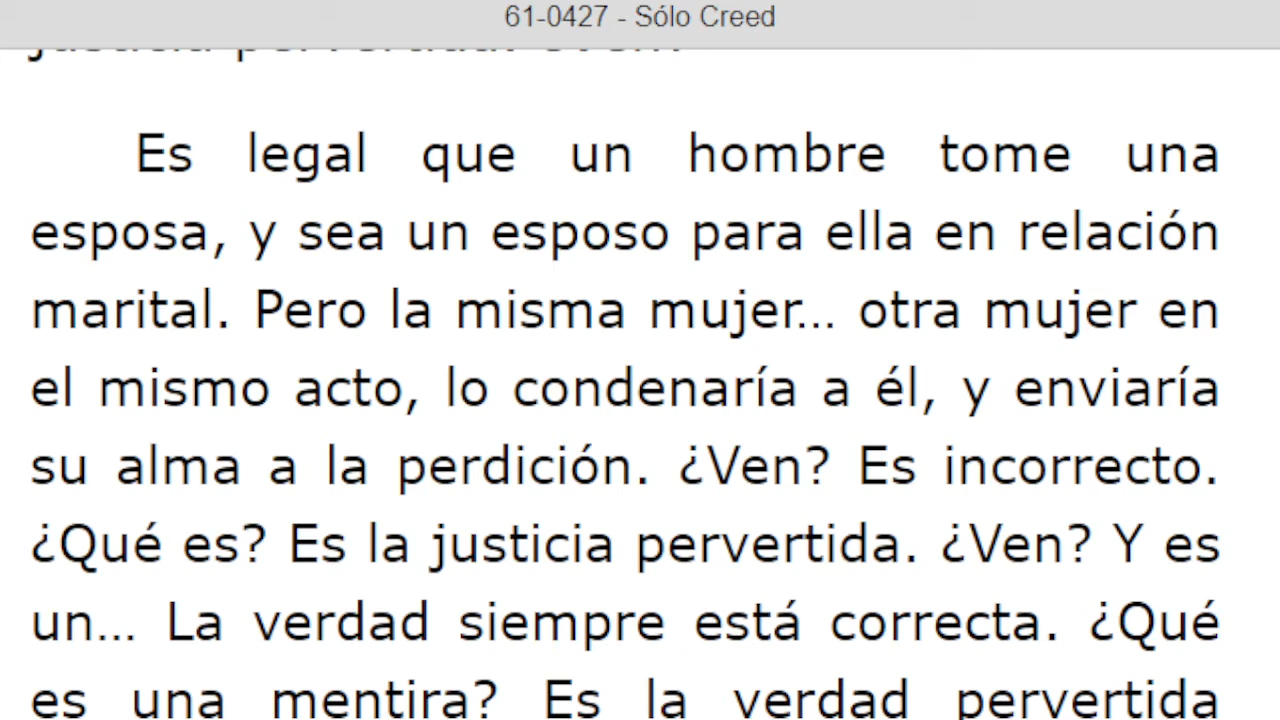 61-0427 - Sólo Creed
justicia pervertida. ¿Ven?
Es legal que un hombre tome una
esposa, y sea un esposo para ella en relación
marital. Pero la misma mujer... otra mujer en
el mismo acto, lo condenaría a él, y enviaría
su alma a la perdición. ¿Ven? Es incorrecto.
¿Qué es? Es la justicia pervertida. ¿Ven? Y es
un... La verdad siempre está correcta. ¿Qué
es una mentira? Es la verdad pervertida